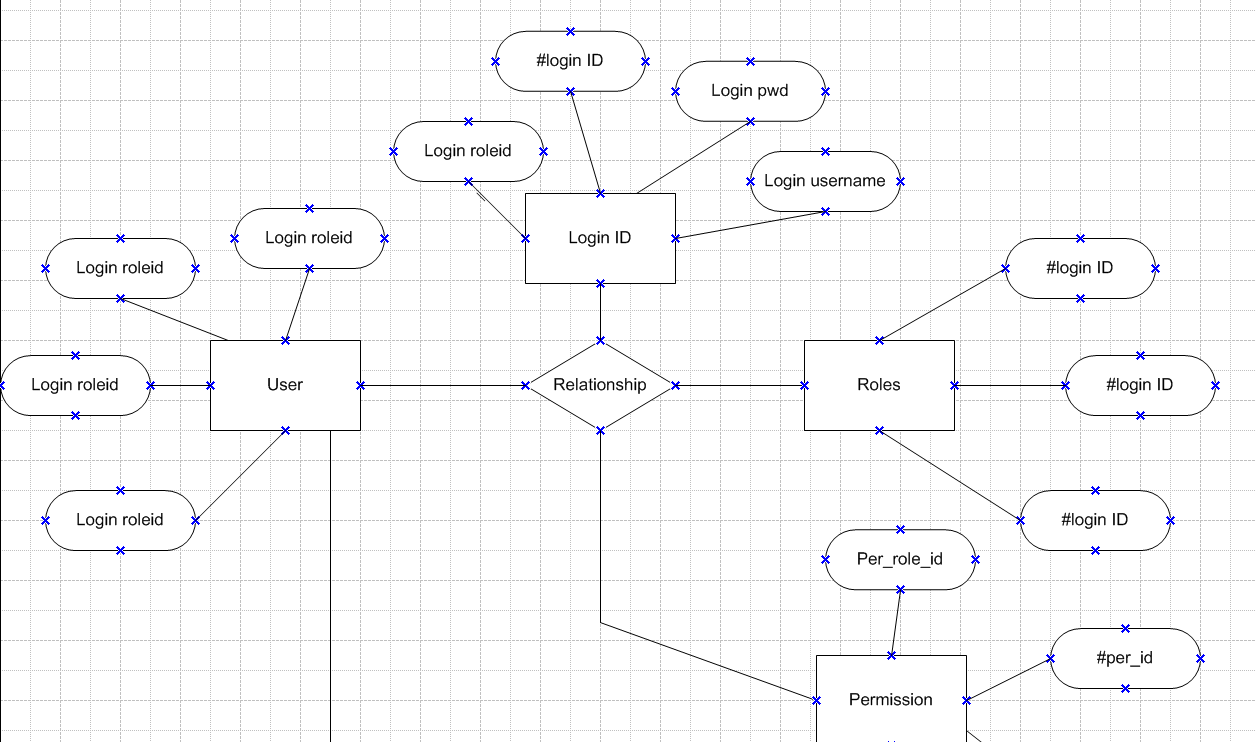 #login ID
Login pwd
Login roleid
Login username
Login roleid
Login ID
Login roleid
#login ID
Login roleid
User
Relationship
Roles
#login ID
Login roleid
#login ID
Per_role_id
#per_id
Permission